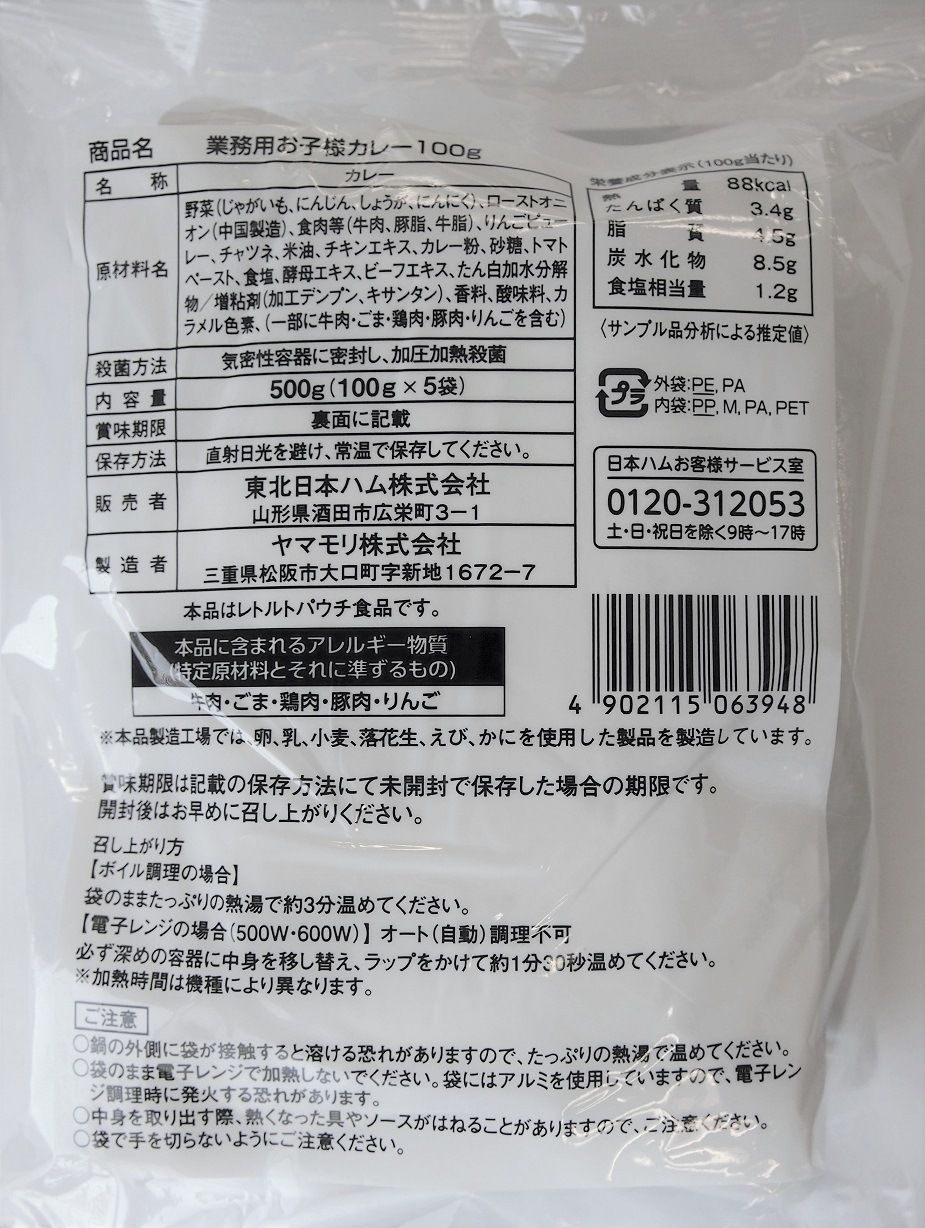 商品名 業務用お子様カレー100g
名 称 カレー
原材料名
野菜(じゃがいも、にんじん、しょうが、にんにく)、ローストオニ
オン(中国製造)、食肉等(牛肉、豚脂、牛脂)、りんごピュー
レー、チャツネ、米油、チキンエキス、カレー粉、砂糖、トマト
ペースト、食塩、酵母エキス、ビーフエキス、たん白加水分解
物/増粘剤(加工デンプン、キサンタン)、香料、酸味料、カ
ラメル色素、(一部に牛肉・ごま・鶏肉・豚肉・りんごを含む)
殺菌方法 気密性容器に密封し、加圧加熱殺菌
内容量 500g(100g×5袋)
賞味期限 裏面に記載
保存方法 直射日光を避け、常温で保存してください。
販売者 東北日本ハム株式会社
山形県酒田市広栄町3−1
製造者 ヤマモリ株式会社
三重県松阪市大口町字新地1672−7
栄養成分表示(100g当たり)
熱量 88kcal
たんぱく質 3.4g
脂質 4.5g
炭水化物 8.5g
食塩相当量 1.2g
〈サンプル品分析による推定値〉
プラ
外袋:PE, PA
内袋:PP, M, PA, PET
日本ハムお客様サービス室
0120-312053
土・日・祝日を除く9時〜17時
本品はレトルトパウチ食品です。
本品に含まれるアレルギー物質
(特定原材料とそれに準ずるもの)
牛肉・ごま・鶏肉・豚肉・りんご
4 902115 063948
※本品製造工場では、卵、乳、小麦、落花生、えび、かにを使用した製品を製造しています。
賞味期限は記載の保存方法にて未開封で保存した場合の期限です。
開封後はお早めに召し上がりください。
召し上がり方
【ボイル調理の場合】
袋のままたっぷりの熱湯で約3分温めてください。
【電子レンジの場合(500W・600W)】オート(自動)調理不可
必ず深めの容器に中身を移し替え、ラップをかけて約1分30秒温めてください。
※加熱時間は機種により異なります。
ご注意
○鍋の外側に袋が接触すると溶ける恐れがありますので、たっぷりの熱湯で温めてください。
○袋のまま電子レンジで加熱しないでください。袋にはアルミを使用していますので、電子レン
ジ調理時に発火する恐れがあります。
○中身を取り出す際、熱くなった具やソースがはねることがありますので、ご注意ください。
○袋で手を切らないようにご注意ください。